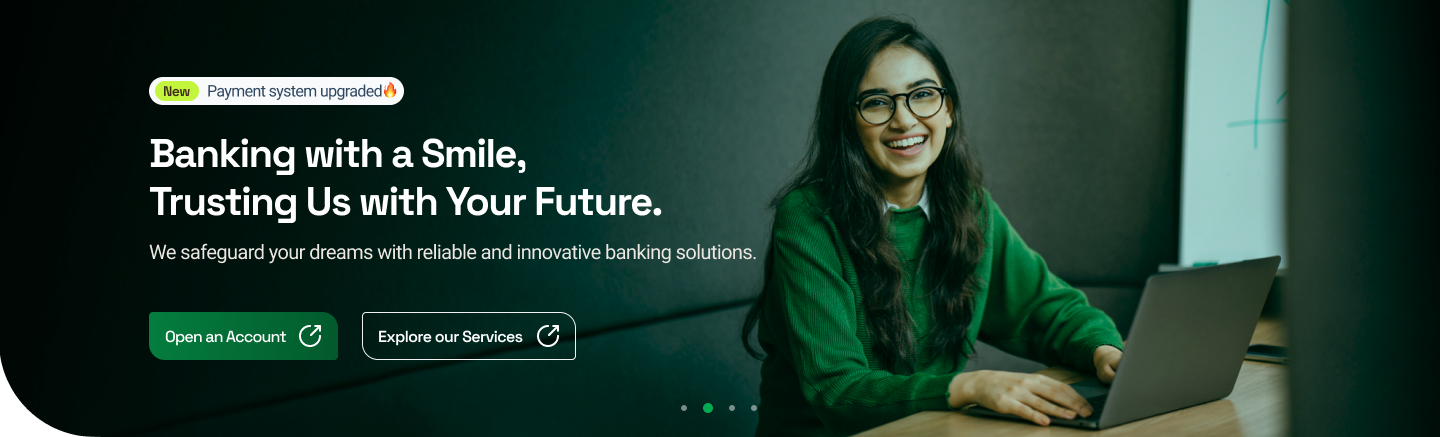 New Payment system upgraded🔥
Banking with a Smile,
Trusting Us with Your Future.
We safeguard your dreams with reliable and innovative banking solutions.
Open an Account
Explore our Services